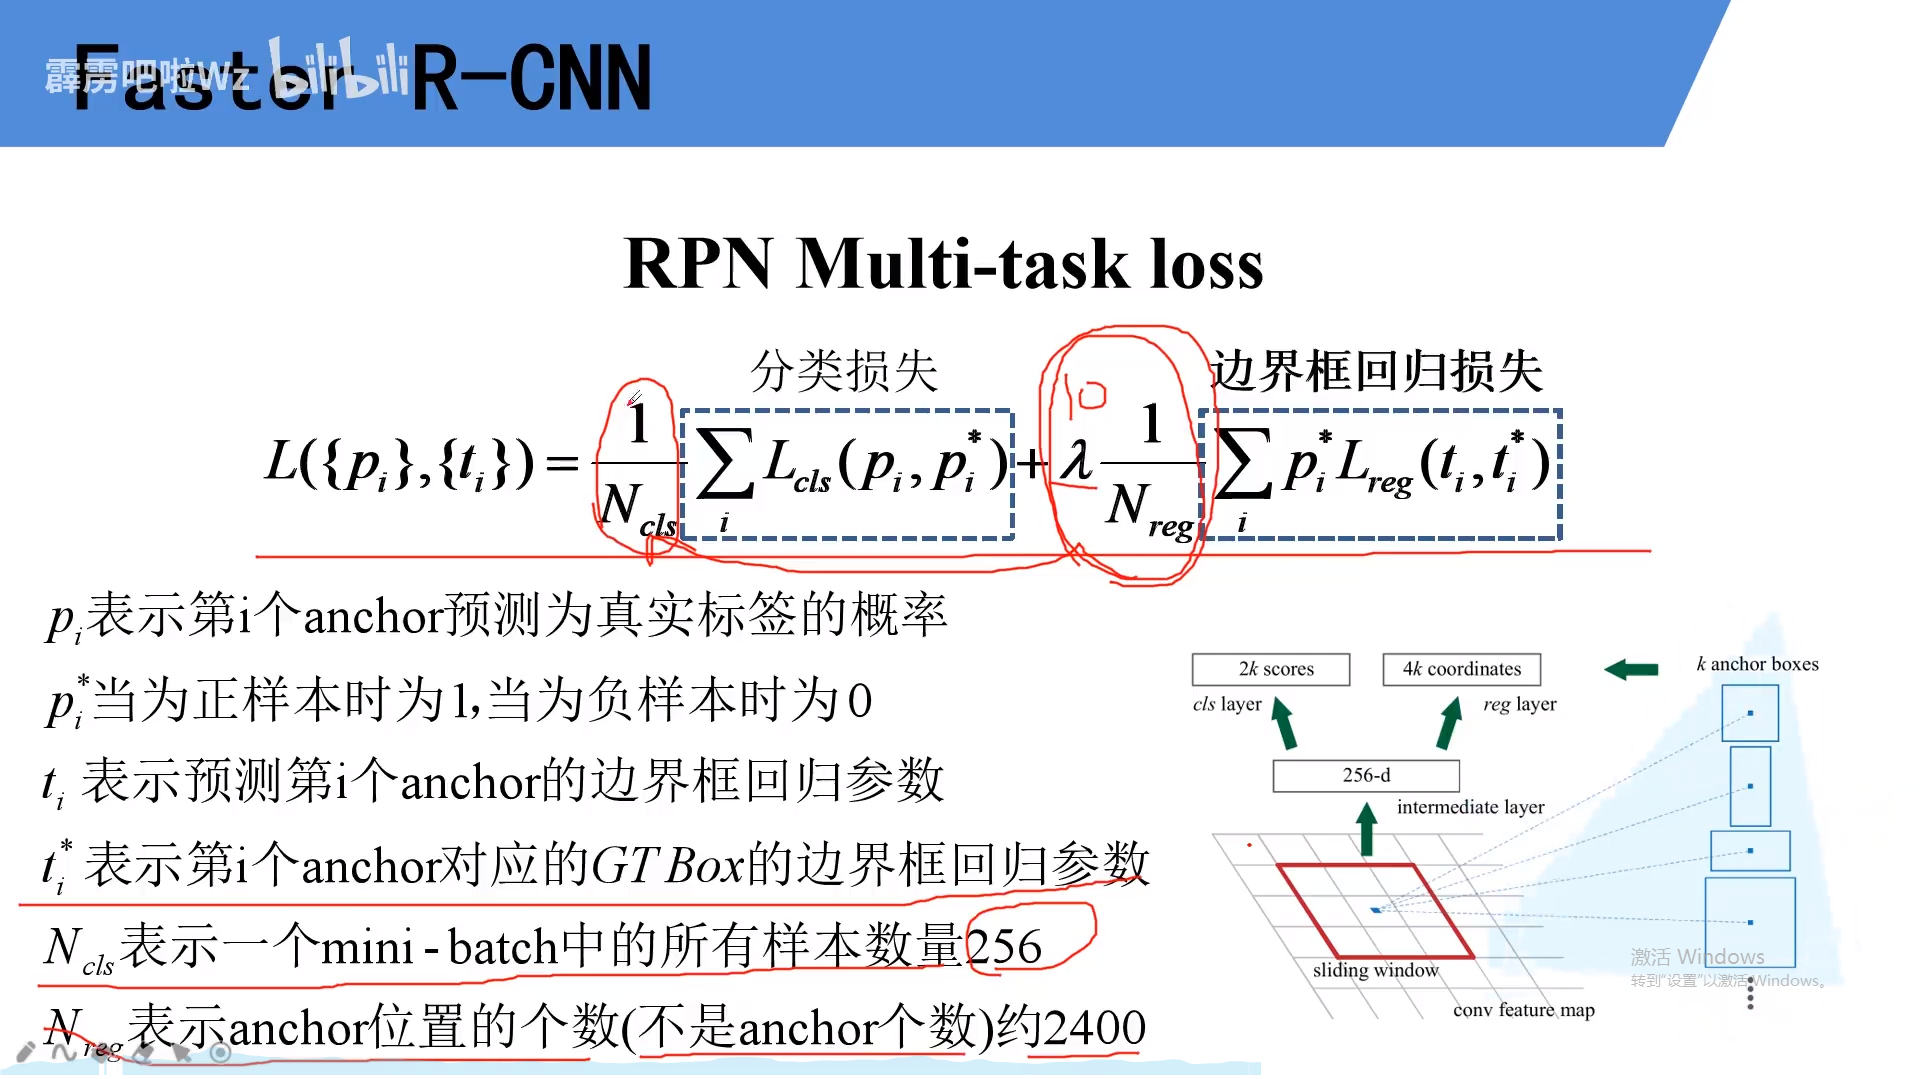 Faster R-CNN
霹雳吧啦Wz bilibili
RPN Multi-task loss
分类损失
10
边界框回归损失
L({p_i},{t_i}) = \frac{1}{N_{cls}} \sum_i L_{cls}(p_i, p_i^*) + λ \frac{1}{N_{reg}} \sum_i p_i^* L_{reg}(t_i, t_i^*)
p_i表示第i个anchor预测为真实标签的概率
p_i^*当为正样本时为1,当为负样本时为0
t_i 表示预测第i个anchor的边界框回归参数
t_i^* 表示第i个anchor对应的GT Box的边界框回归参数
N_{cls}表示一个mini-batch中的所有样本数量256
N_{reg}表示anchor位置的个数(不是anchor个数)约2400
2k scores
4k coordinates
k anchor boxes
cls layer
reg layer
256-d
intermediate layer
sliding window
conv feature map
激活 Windows
转到"设置"以激活 Windows。